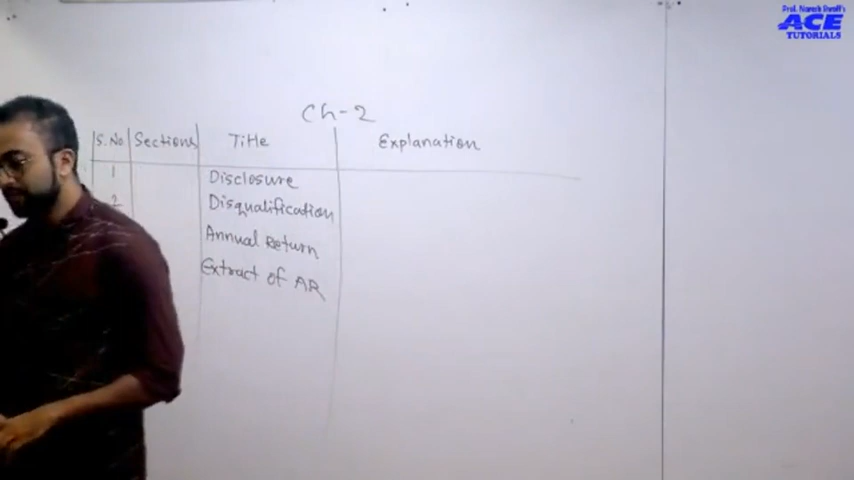 Prof. Naresh Shroff's
ACE
TUTORIALS
Ch-2
S.No Sections Title Explanation
1 Disclosure
2 Disqualification
Annual Return
Extract of AR